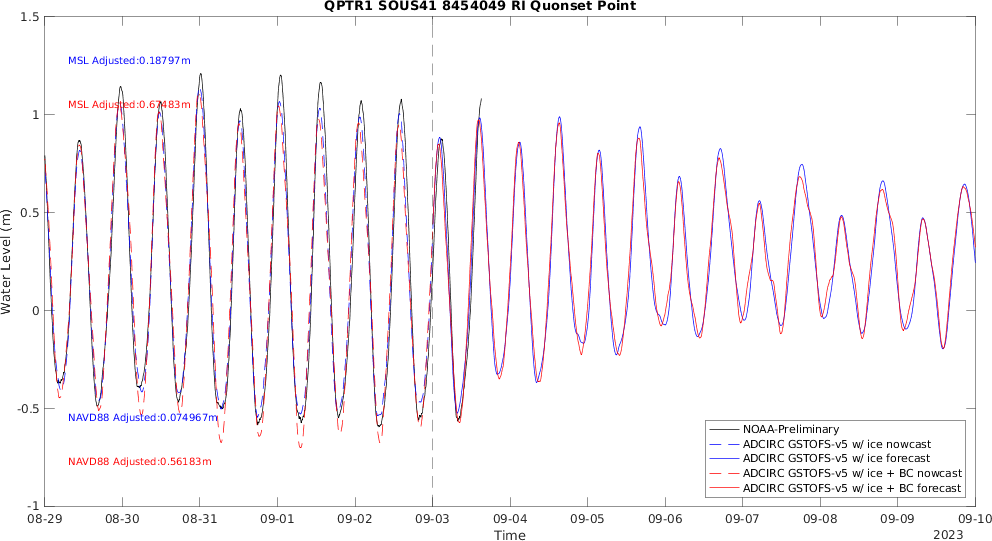 QPTR1 SOUS41 8454049 RI Quonset Point
1.5
1
0.5
0
-0.5
-1
Water Level (m)
MSL Adjusted:0.18797m
MSL Adjusted:0.67483m
NAVD88 Adjusted:0.074967m
NAVD88 Adjusted:0.56183m
NOAA-Preliminary
ADCIRC GSTOFS-v5 w/ ice nowcast
ADCIRC GSTOFS-v5 w/ ice forecast
ADCIRC GSTOFS-v5 w/ ice + BC nowcast
ADCIRC GSTOFS-v5 w/ ice + BC forecast
08-29 08-30 08-31 09-01 09-02 09-03 09-04 09-05 09-06 09-07 09-08 09-09 09-10
Time
2023